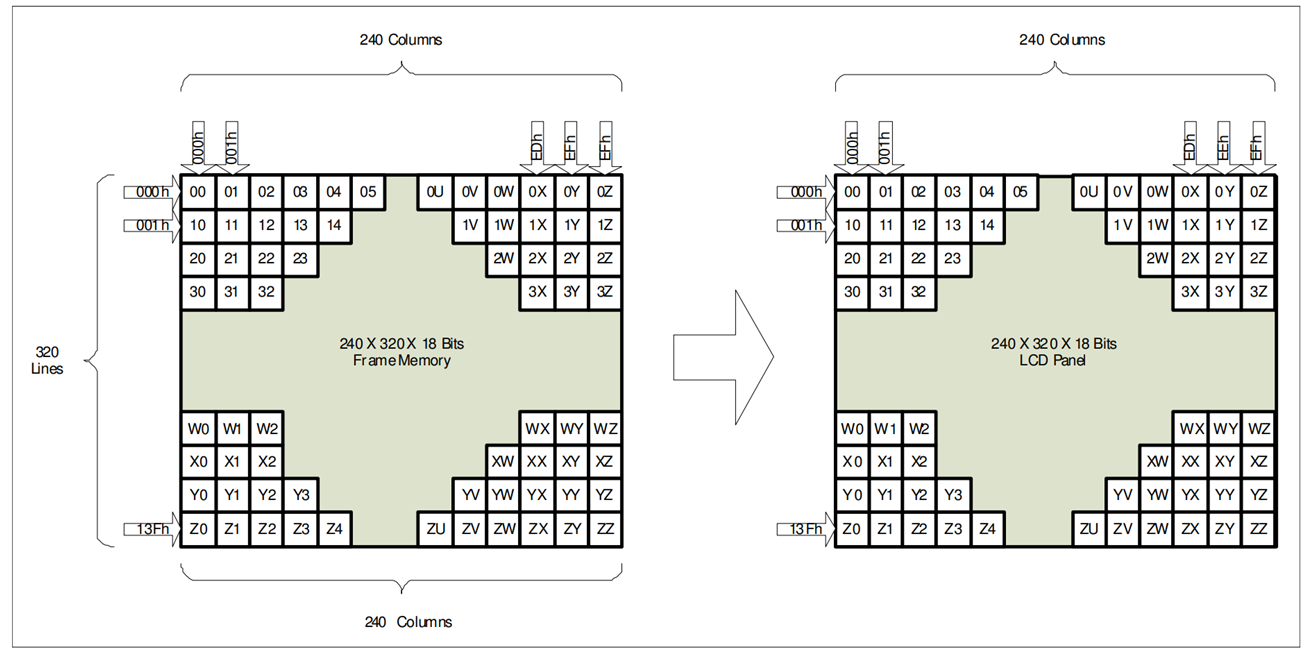 240 Columns 240 Columns
000h 001h EDh EFh EFh 000h 001h EDh EEh EFh
000h 00 01 02 03 04 05 0U 0V 0W 0X 0Y 0Z 000h 00 01 02 03 04 05 0U 0V 0W 0X 0Y 0Z
001h 10 11 12 13 14 1V 1W 1X 1Y 1Z 001h 10 11 12 13 14 1V 1W 1X 1Y 1Z
20 21 22 23 2W 2X 2Y 2Z 20 21 22 23 2W 2X 2Y 2Z
30 31 32 3X 3Y 3Z 30 31 32 3X 3Y 3Z
320 240 X 320 X 18 Bits 240 X 320 X 18 Bits
Lines Frame Memory LCD Panel
W0 W1 W2 WX WY WZ W0 W1 W2 WX WY WZ
X0 X1 X2 XW XX XY XZ X0 X1 X2 XW XX XY XZ
Y0 Y1 Y2 Y3 YV YW YX YY YZ Y0 Y1 Y2 Y3 YV YW YX YY YZ
13Fh Z0 Z1 Z2 Z3 Z4 ZU ZV ZW ZX ZY ZZ 13Fh Z0 Z1 Z2 Z3 Z4 ZU ZV ZW ZX ZY ZZ
240 Columns